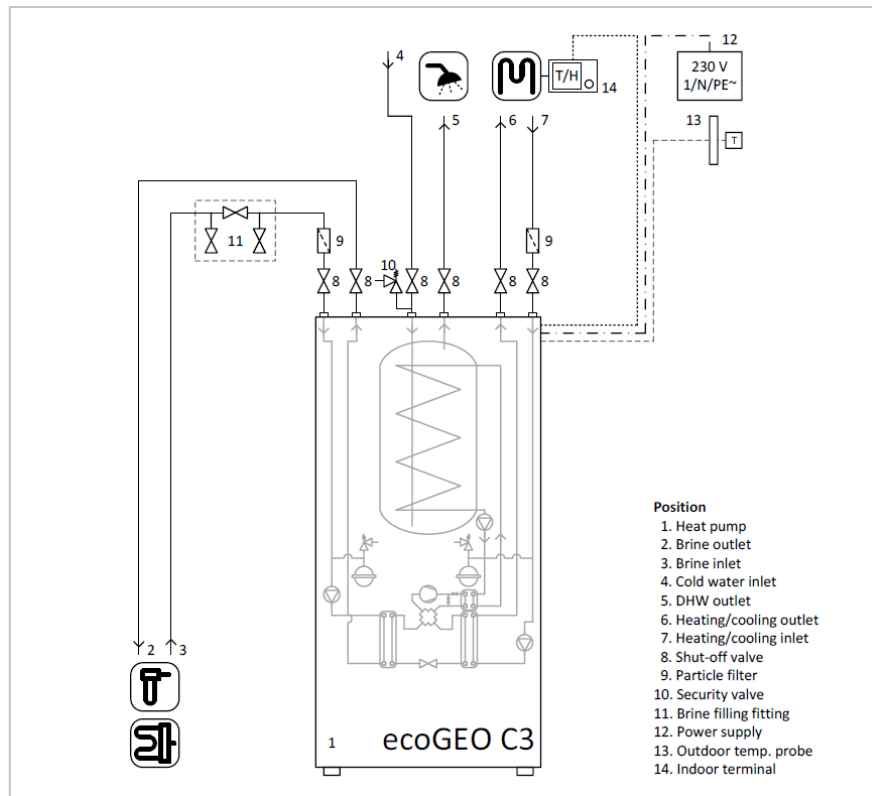 4
12
230 V
1/N/PE~
T/H
14
5
6
7
13
T
11
9
9
10
8
8
8
8
8
8
2
3
1
ecoGEO C3
Position
1. Heat pump
2. Brine outlet
3. Brine inlet
4. Cold water inlet
5. DHW outlet
6. Heating/cooling outlet
7. Heating/cooling inlet
8. Shut-off valve
9. Particle filter
10. Security valve
11. Brine filling fitting
12. Power supply
13. Outdoor temp. probe
14. Indoor terminal